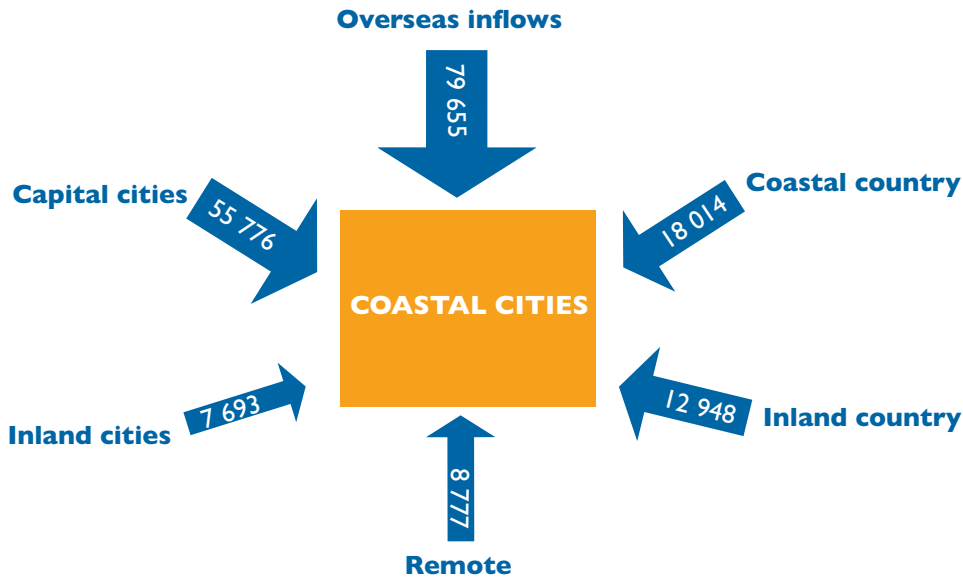 Overseas inflows
79 655
Capital cities
55 776
Coastal country
18 014
COASTAL CITIES
Inland cities
7 693
Inland country
12 948
8 777
Remote